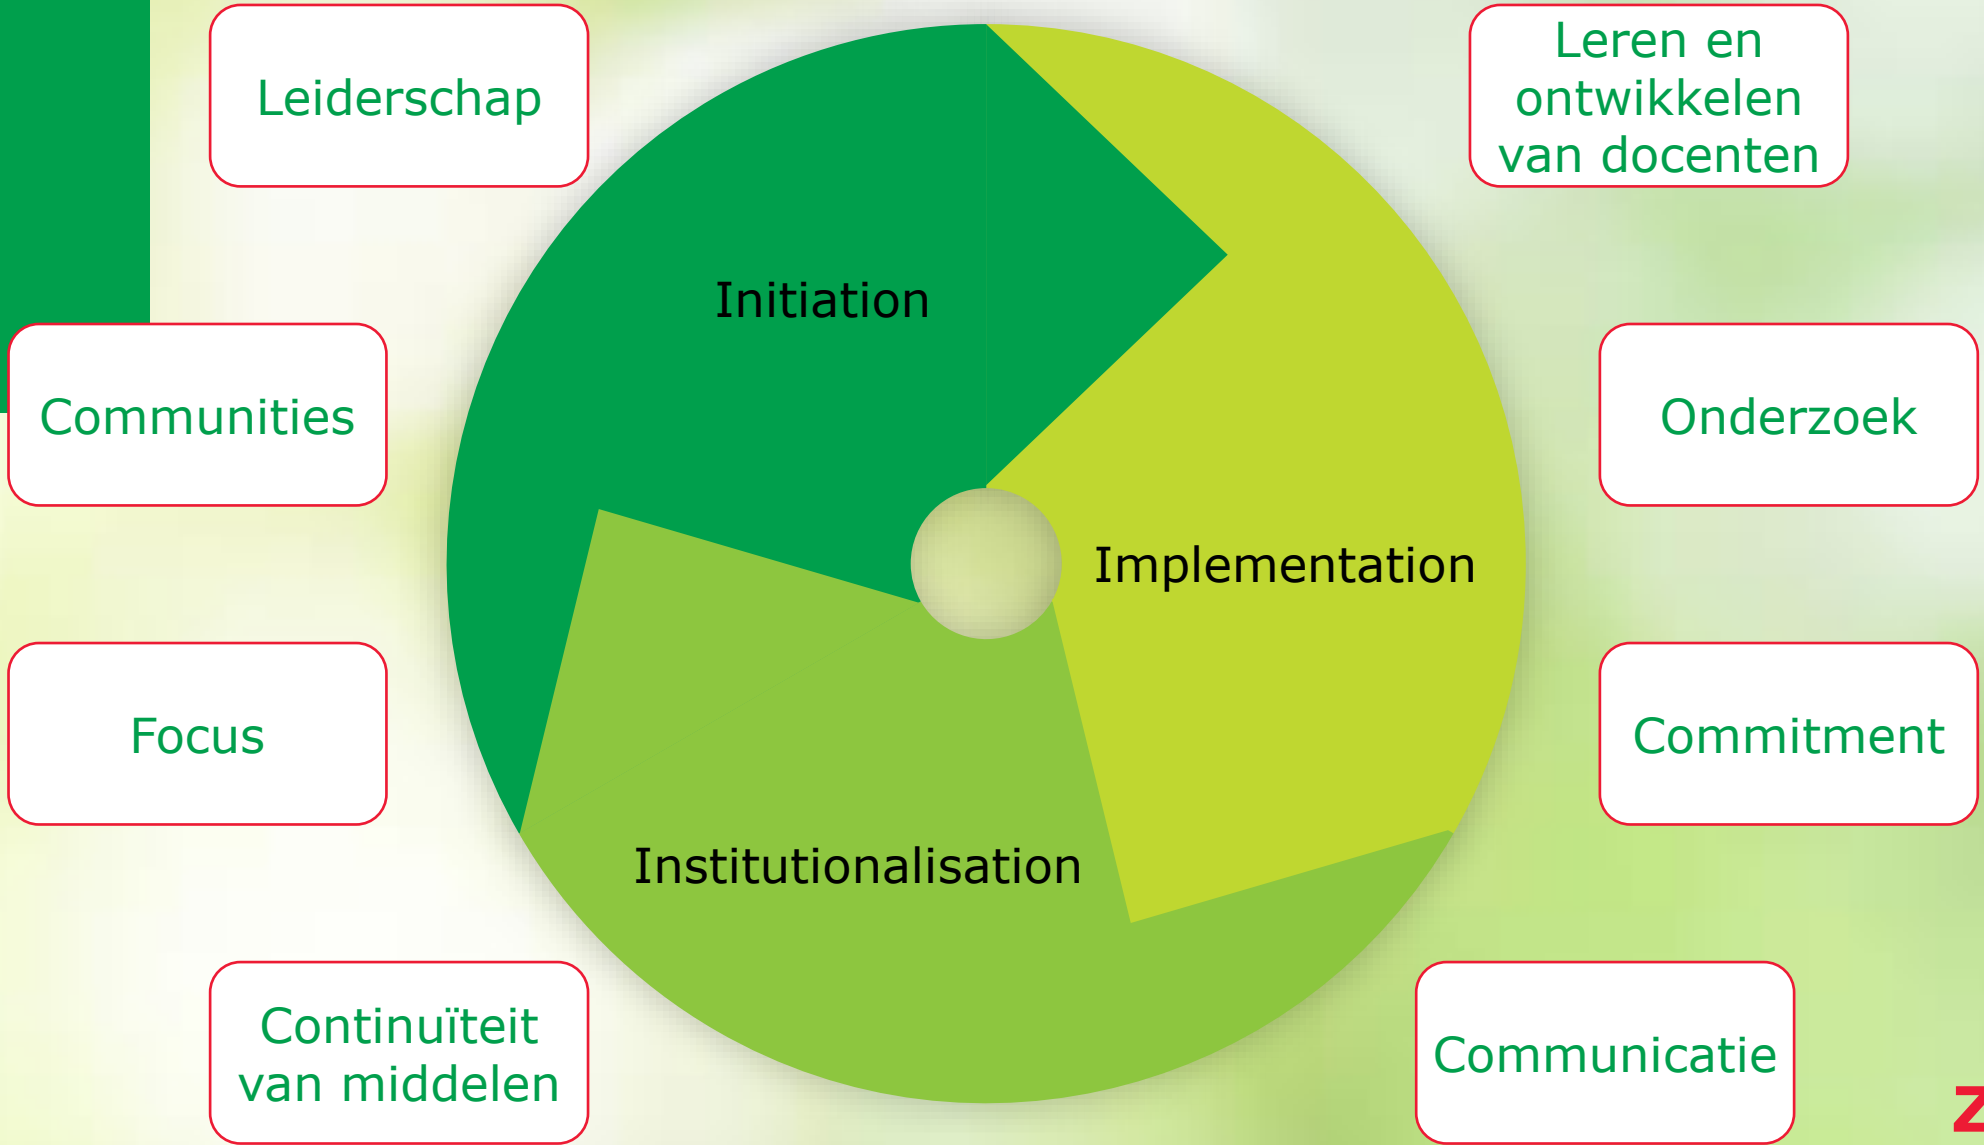 Leiderschap
Leren en
ontwikkelen
van docenten
Initiation
Communities
Onderzoek
Implementation
Focus
Commitment
Institutionalisation
Continuïteit
van middelen
Communicatie
z